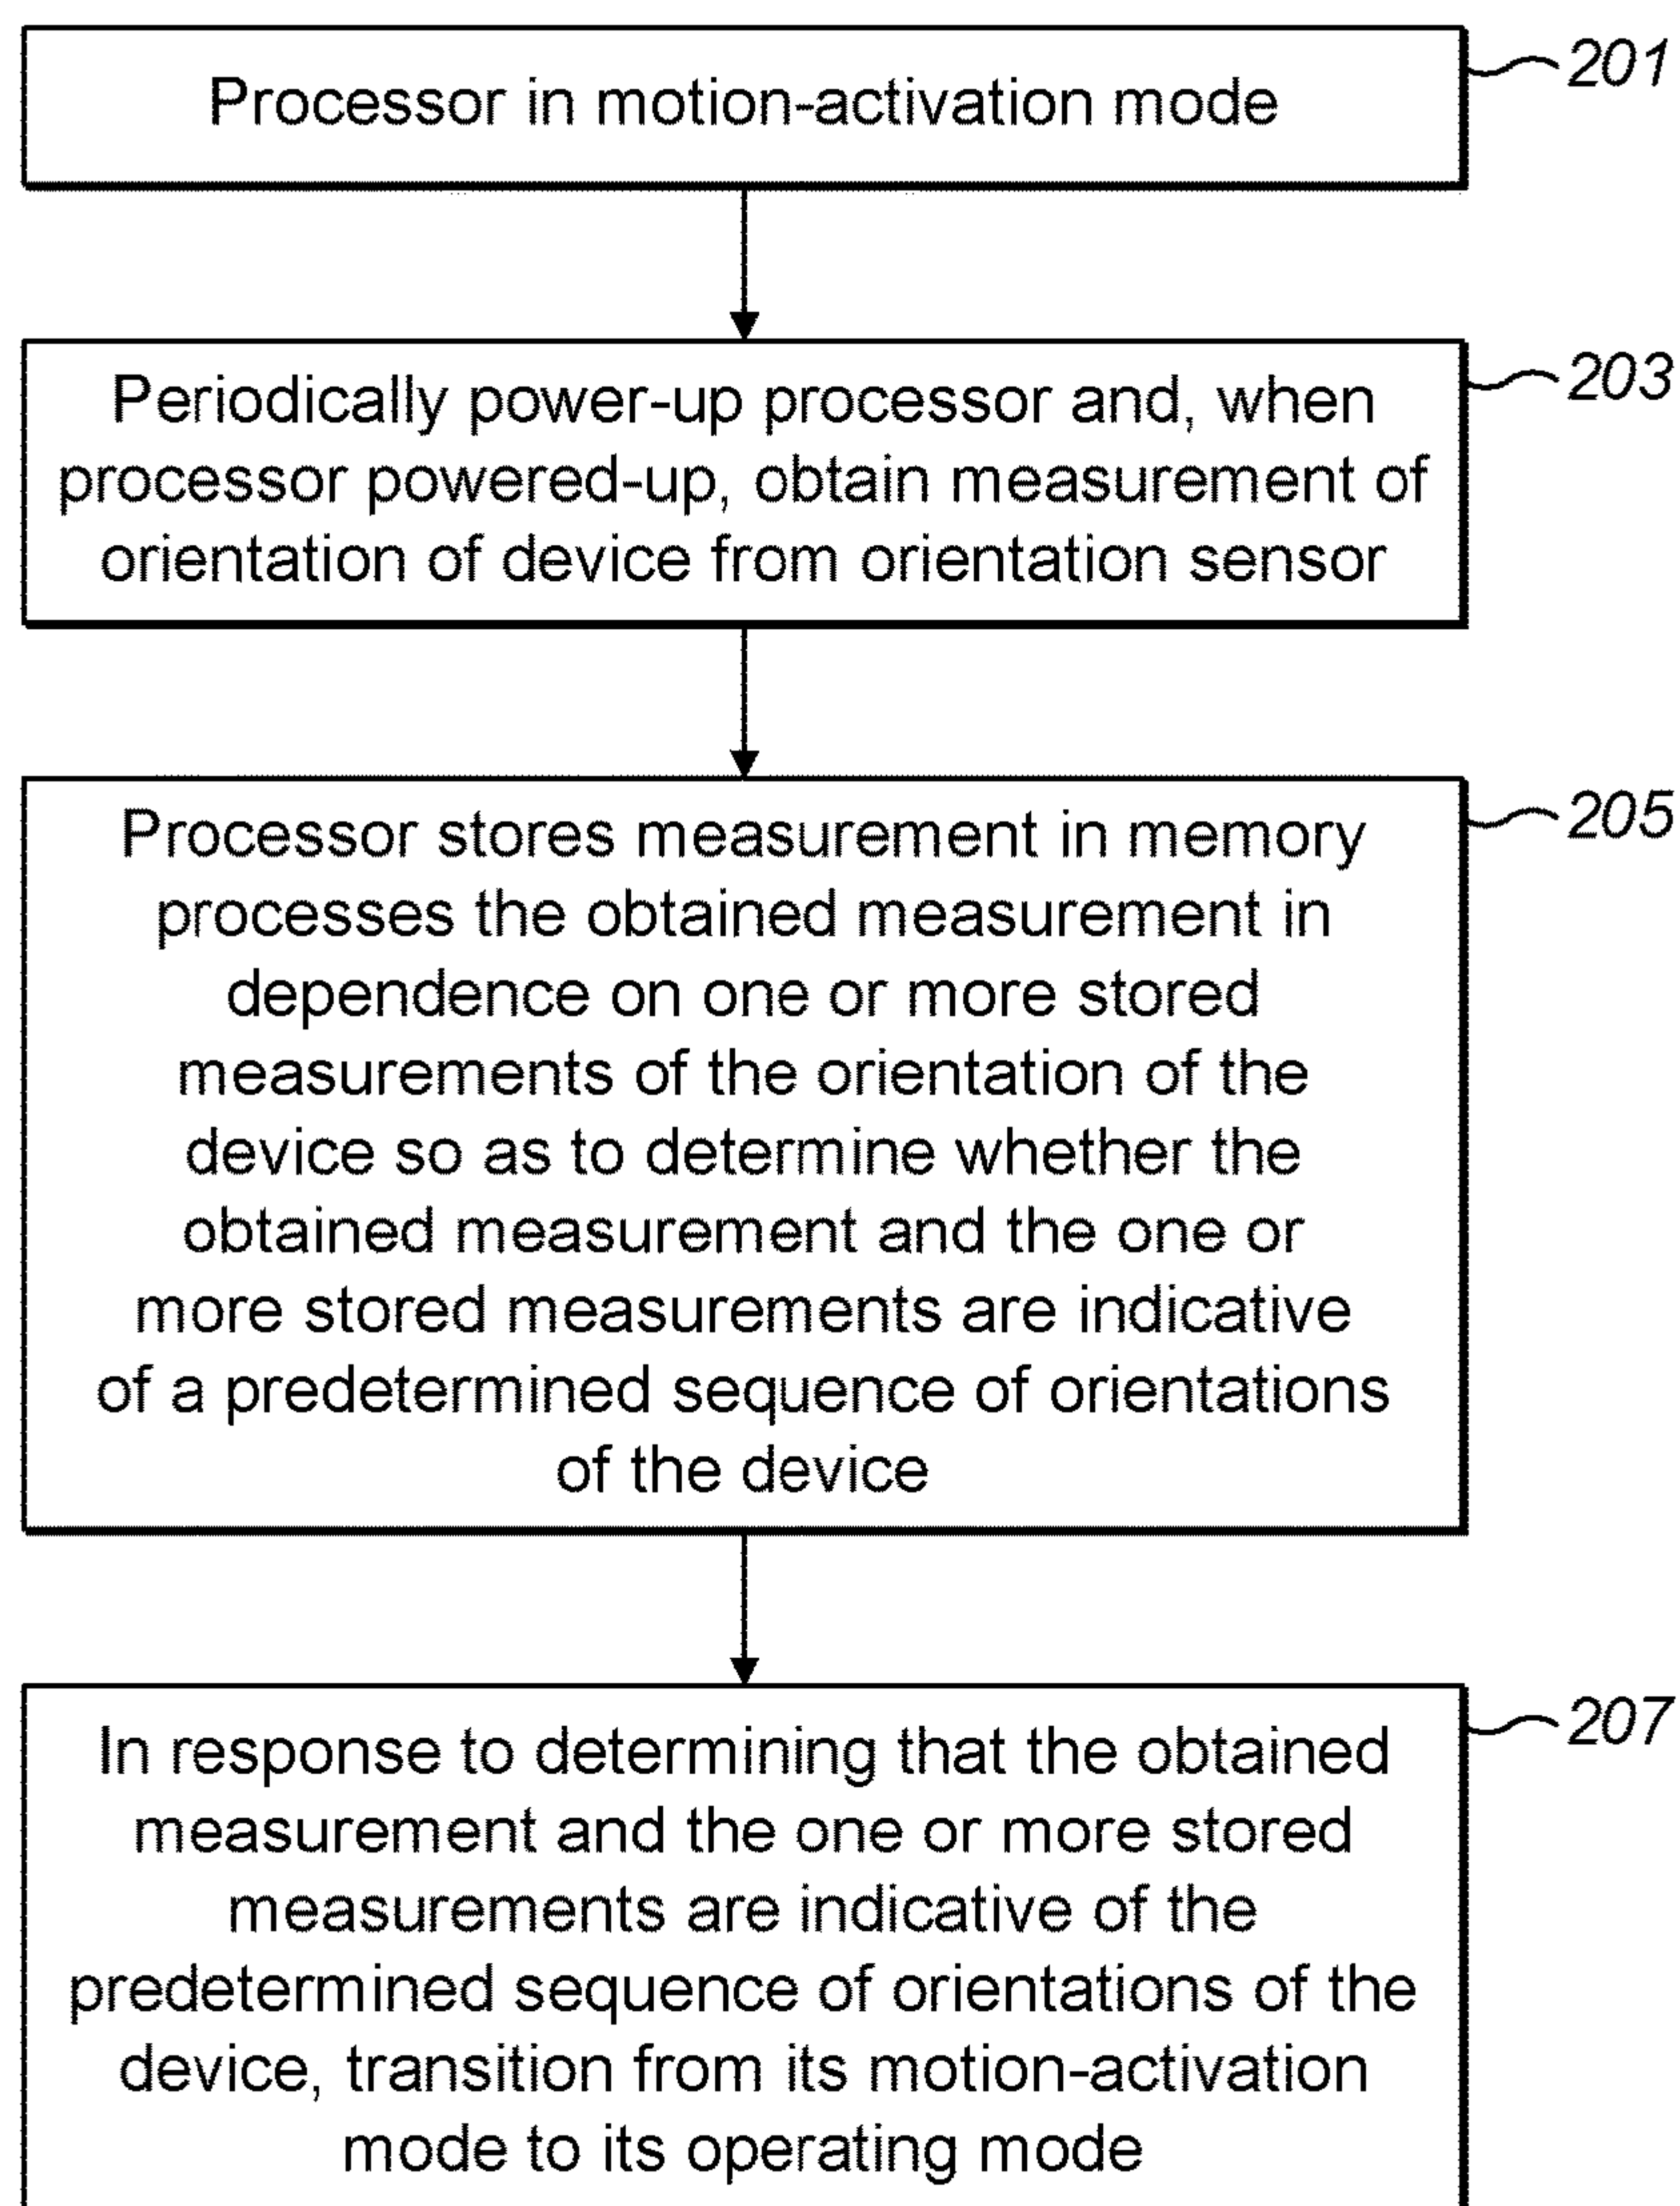 Processor in motion-activation mode
201
Periodically power-up processor and, when
processor powered-up, obtain measurement of
orientation of device from orientation sensor
203
Processor stores measurement in memory
processes the obtained measurement in
dependence on one or more stored
measurements of the orientation of the
device so as to determine whether the
obtained measurement and the one or
more stored measurements are indicative
of a predetermined sequence of orientations
of the device
205
In response to determining that the obtained
measurement and the one or more stored
measurements are indicative of the
predetermined sequence of orientations of the
device, transition from its motion-activation
mode to its operating mode
207